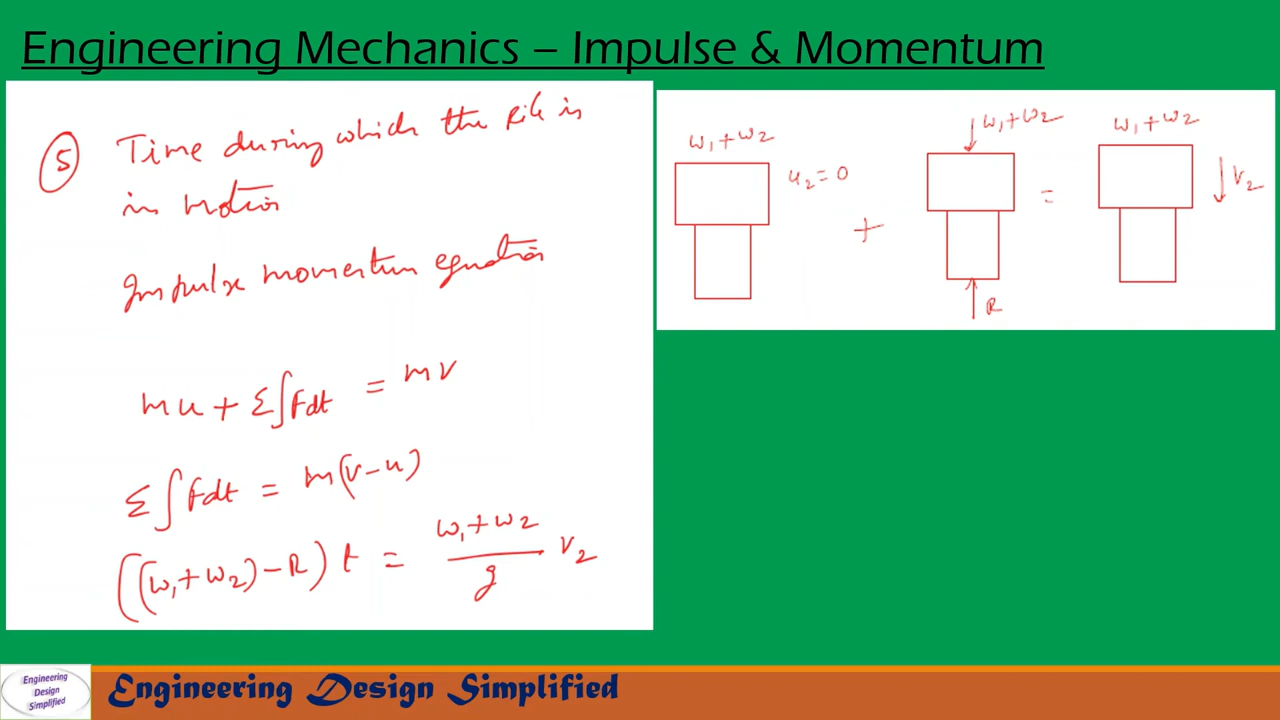 Engineering Mechanics – Impulse & Momentum
5 Time during which the pile is
in motion
Impulse momentum equation
mu + Σ∫Fdt = mv
Σ∫Fdt = m(v-u)
((w₁+w₂)-R) t = (w₁+w₂)/g v₂
w₁+w₂
u₂=0
+
w₁+w₂
R
=
w₁+w₂
v₂
Engineering
Design
Simplified
Engineering Design Simplified